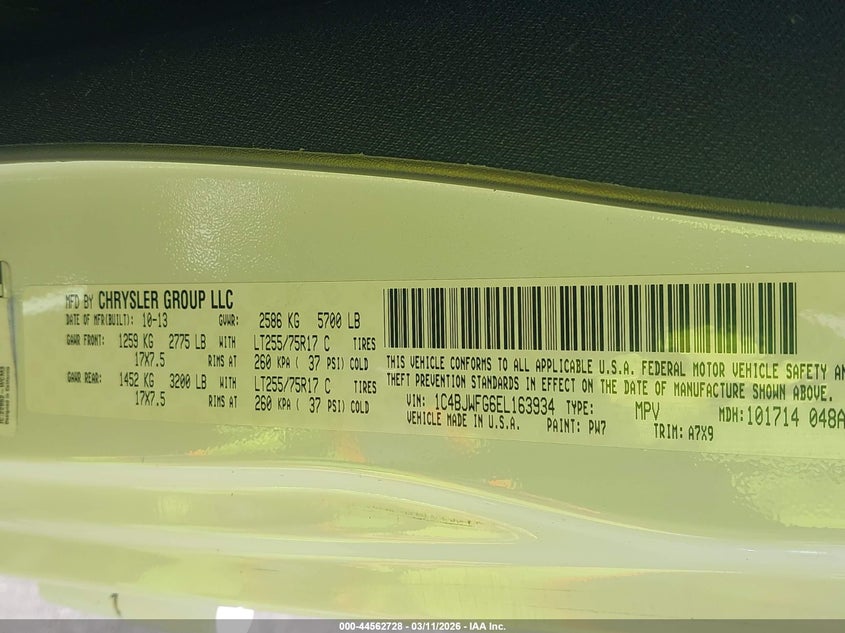 MFD BY CHRYSLER GROUP LLC
DATE OF MFR(BUILT): 10-13 GVWR: 2586 KG 5700 LB
GAWR FRONT: 1259 KG 2775 LB WITH LT255/75R17 C TIRES
17X7.5 RIMS AT 260 KPA ( 37 PSI) COLD
GAWR REAR: 1452 KG 3200 LB WITH LT255/75R17 C TIRES
17X7.5 RIMS AT 260 KPA ( 37 PSI) COLD
THIS VEHICLE CONFORMS TO ALL APPLICABLE U.S.A. FEDERAL MOTOR VEHICLE SAFETY AN
THEFT PREVENTION STANDARDS IN EFFECT ON THE DATE OF MANUFACTURE SHOWN ABOVE.
VIN: 1C4BJWFG6EL163934 TYPE: MPV MDH: 101714 048A
VEHICLE MADE IN U.S.A. PAINT: PW7 TRIM: A7X9
000-44562728 - 03/11/2026 - IAA Inc.